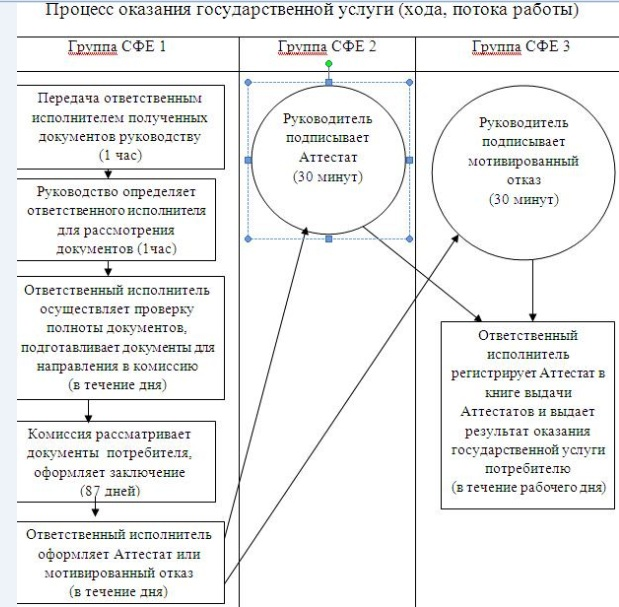 Процесс оказания государственной услуги (хода, потока работы)
Группа СФЕ 1
Группа СФЕ 2
Группа СФЕ 3
Передача ответственным
исполнителем полученных
документов руководству
(1 час)
Руководство определяет
ответственного исполнителя
для рассмотрения
документов (1час)
Ответственный исполнитель
осуществляет проверку
полноты документов,
подготавливает документы для
направления в комиссию
(в течение дня)
Комиссия рассматривает
документы потребителя,
оформляет заключение
(87 дней)
Ответственный исполнитель
оформляет Аттестат или
мотивированный отказ
(в течение дня)
Руководитель
подписывает
Аттестат
(30 минут)
Руководитель
подписывает
мотивированный
отказ
(30 минут)
Ответственный
исполнитель
регистрирует Аттестат в
книге выдачи
Аттестатов и выдает
результат оказания
государственной услуги
потребителю
(в течение рабочего дня)